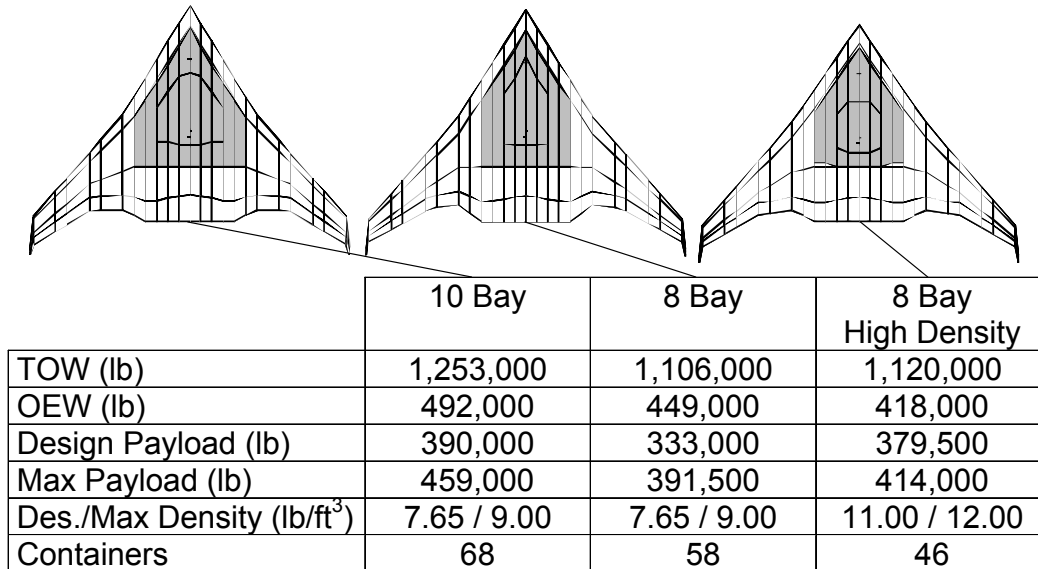 10 Bay 8 Bay 8 Bay
High Density
TOW (lb) 1,253,000 1,106,000 1,120,000
OEW (lb) 492,000 449,000 418,000
Design Payload (lb) 390,000 333,000 379,500
Max Payload (lb) 459,000 391,500 414,000
Des./Max Density (lb/ft³) 7.65 / 9.00 7.65 / 9.00 11.00 / 12.00
Containers 68 58 46